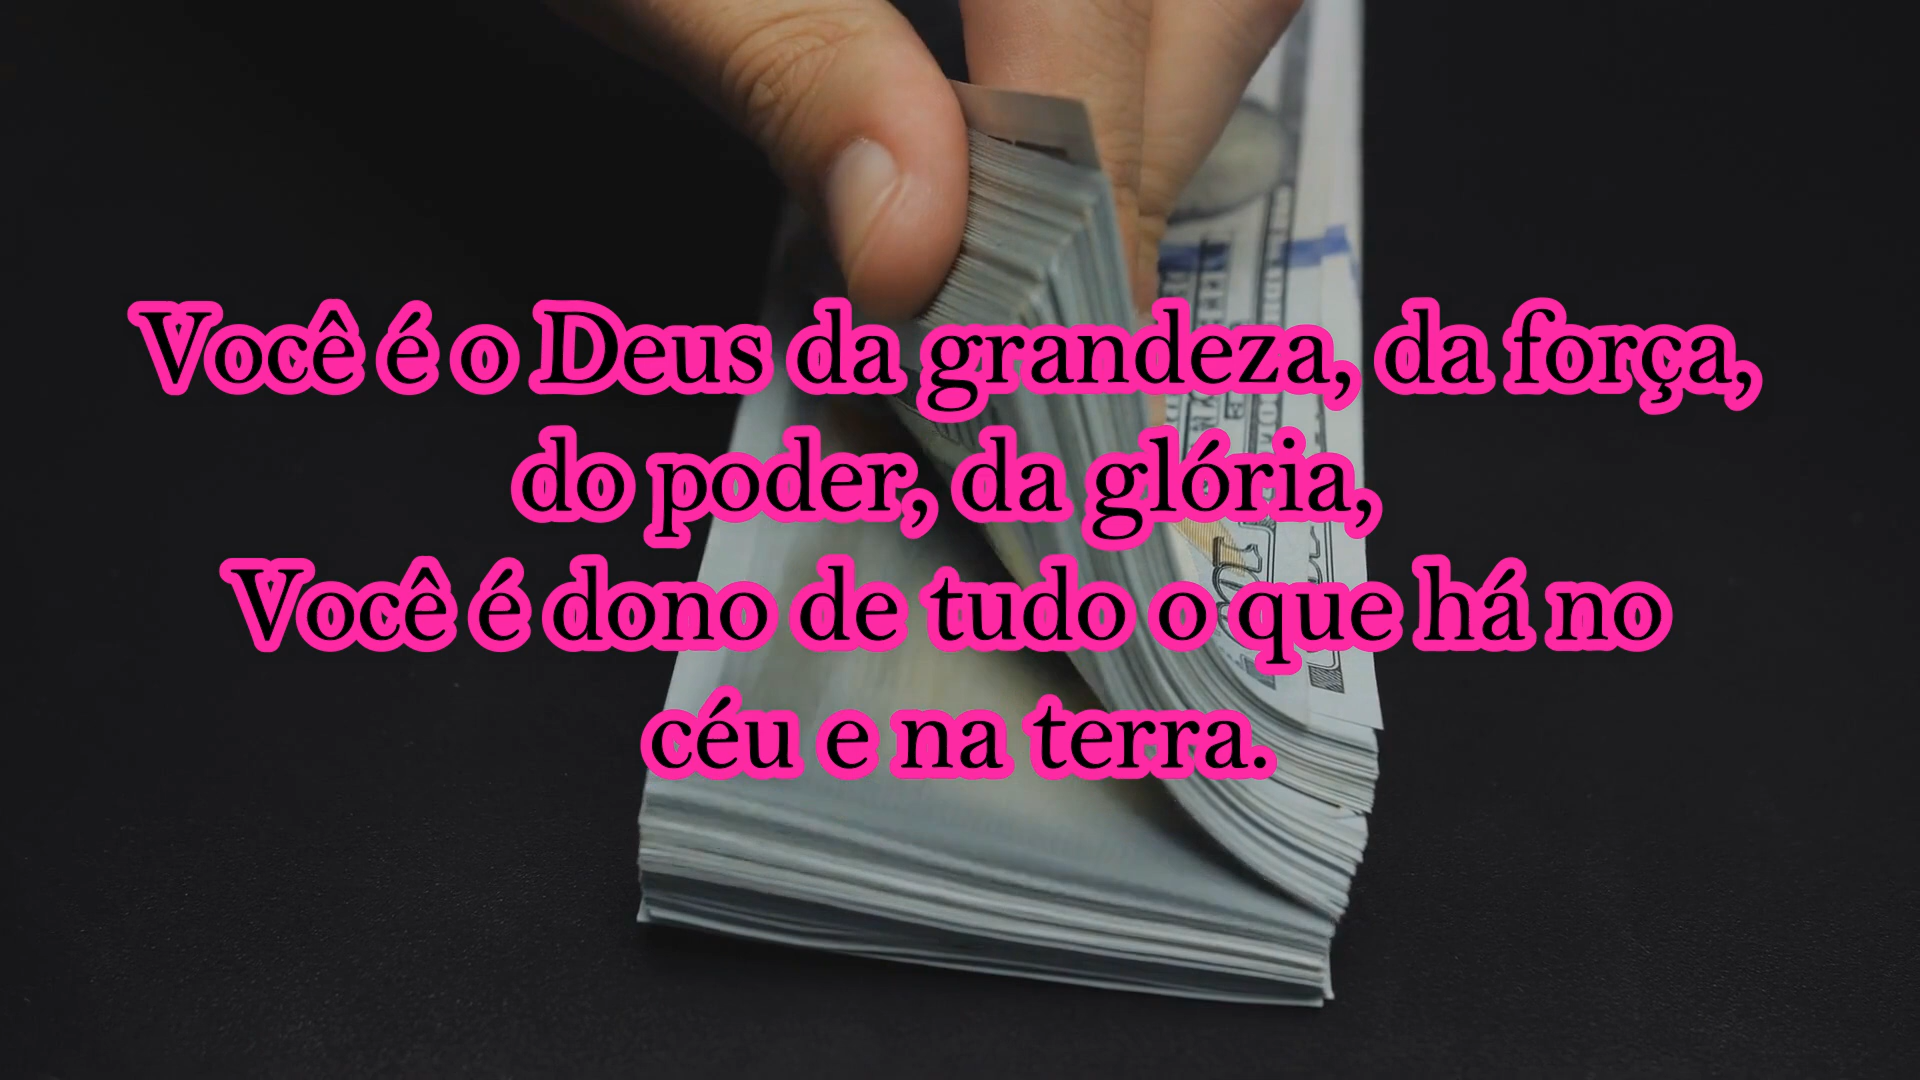 Você é o Deus da grandeza, da força,
do poder, da glória,
Você é dono de tudo o que há no
céu e na terra.